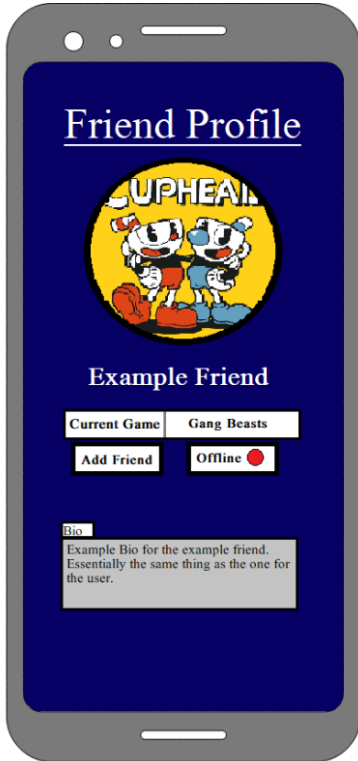 Friend Profile
CUPHEAD
Example Friend
Current Game Gang Beasts
Add Friend Offline
Bio
Example Bio for the example friend.
Essentially the same thing as the one for
the user.